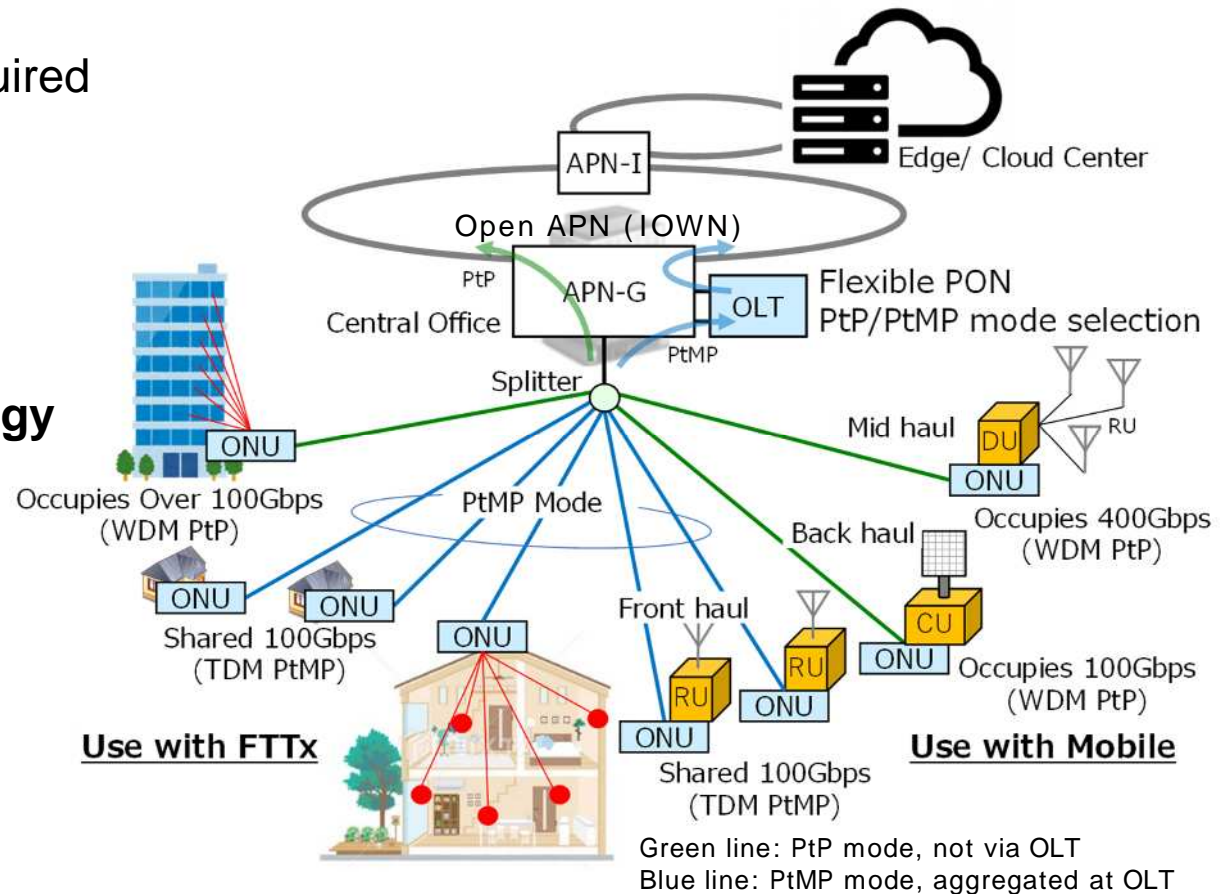 uired
gy
Edge/ Cloud Center
APN-I
Open APN (IOWN)
PtP
APN-G
OLT
Flexible PON
PtP/PtMP mode selection
Central Office
PtMP
Splitter
ONU
Occupies Over 100Gbps
(WDM PtP)
PtMP Mode
Mid haul
DU
RU
ONU
Occupies 400Gbps
(WDM PtP)
Back haul
CU
ONU
Occupies 100Gbps
(WDM PtP)
ONU
ONU
Shared 100Gbps
(TDM PtMP)
ONU
Front haul
RU
ONU
RU
ONU
Shared 100Gbps
(TDM PtMP)
Use with FTTx
Use with Mobile
Green line: PtP mode, not via OLT
Blue line: PtMP mode, aggregated at OLT